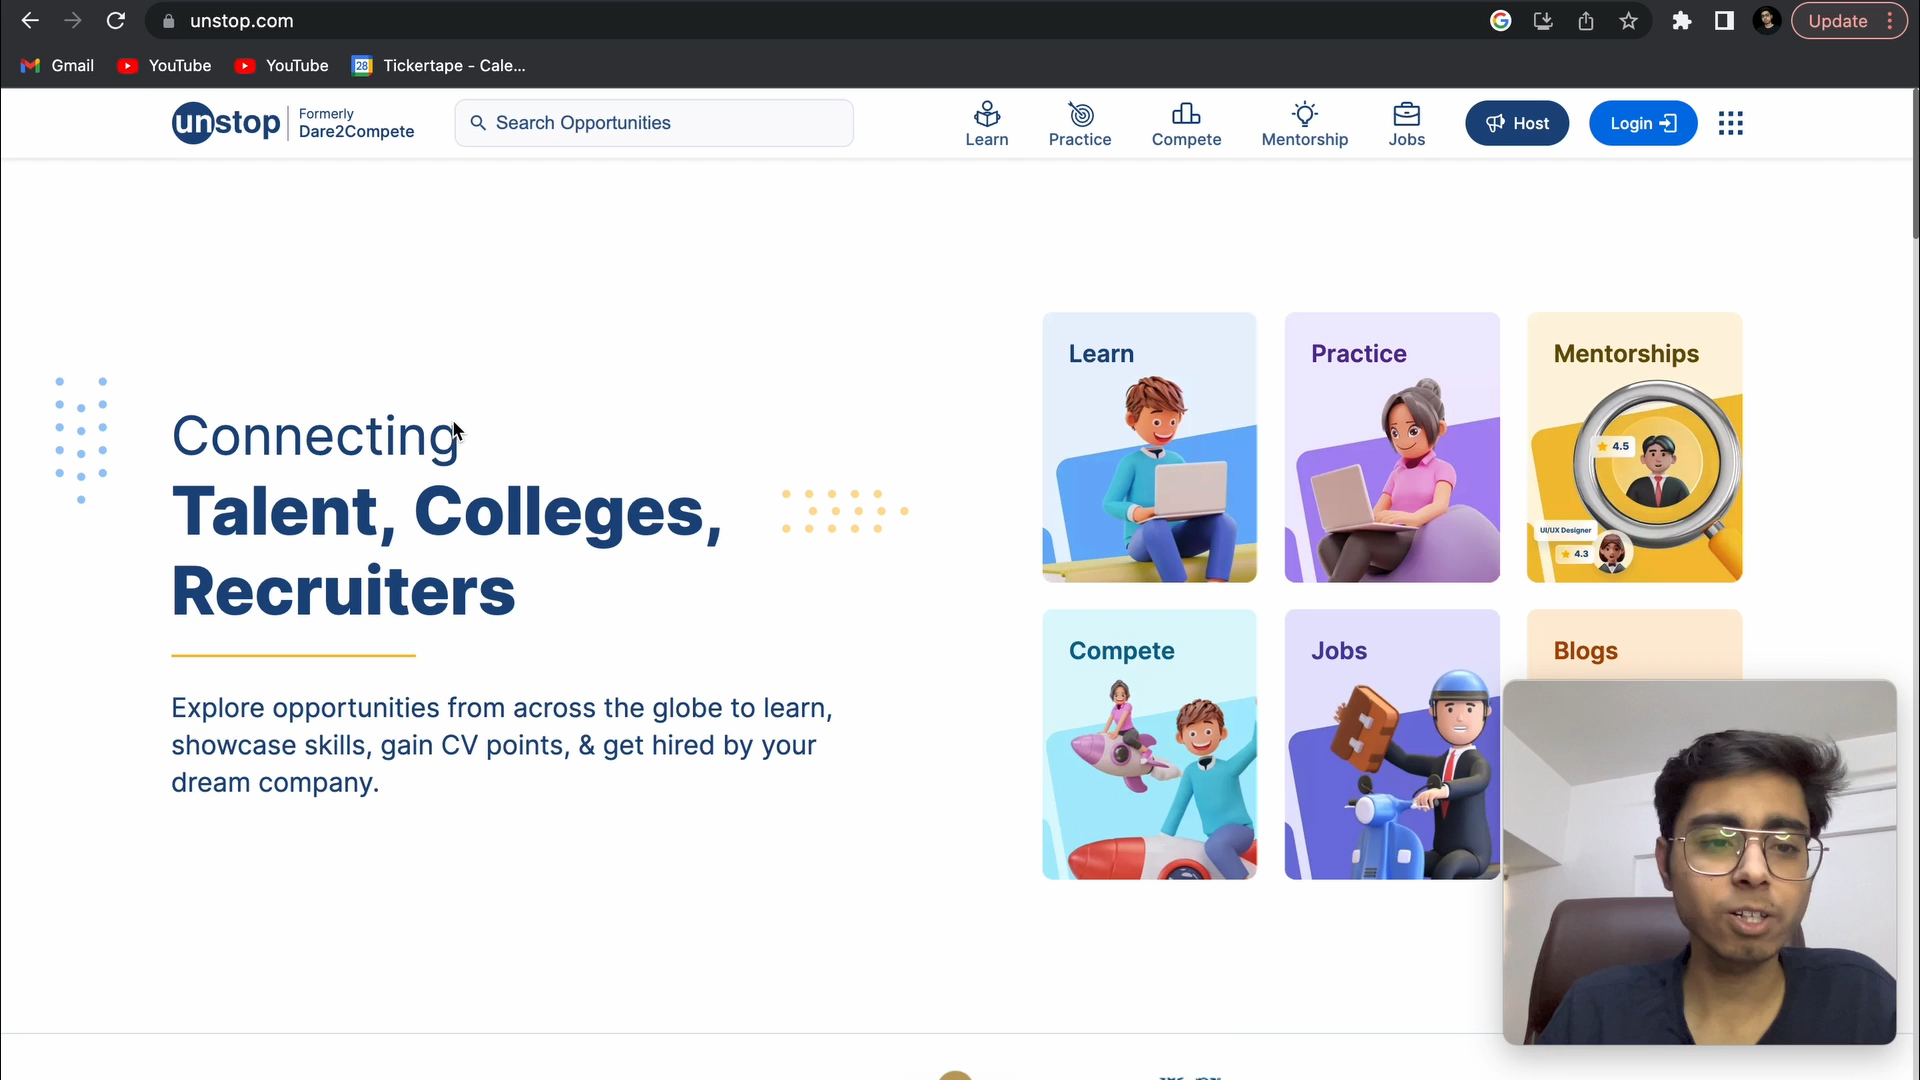 unstop.com
Update
Gmail
YouTube
YouTube
28
Tickertape - Cale...
unstop
Formerly
Dare2Compete
Search Opportunities
Learn
Practice
Compete
Mentorship
Jobs
Host
Login
Connecting
Talent, Colleges,
Recruiters
Explore opportunities from across the globe to learn,
showcase skills, gain CV points, & get hired by your
dream company.
Learn
Practice
Mentorships
4.5
UI/UX Designer
4.3
Compete
Jobs
Blogs